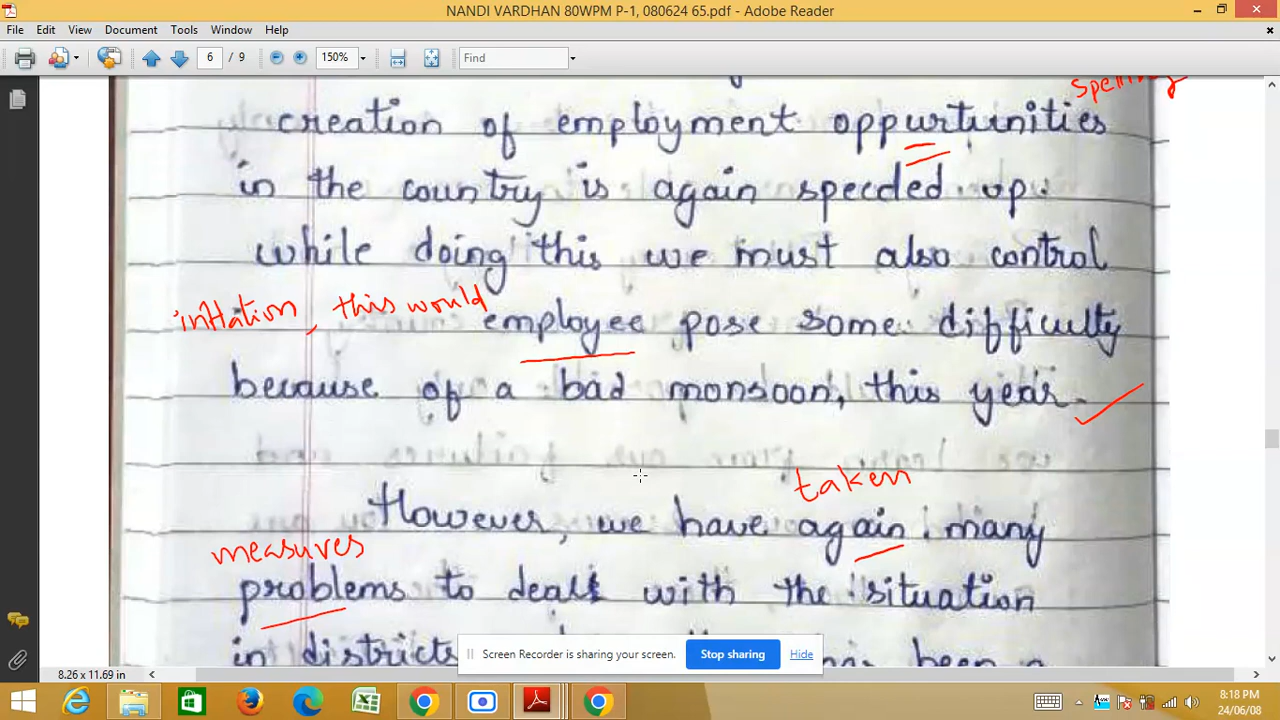 NANDI VARDHAN 80WPM P-1, 080624 65.pdf - Adobe Reader
File Edit View Document Tools Window Help
6 / 9 150% Find
spelling
creation of employment oppurtunities
in the country is again speeded up.
while doing this we must also control
inflation, this would
employee pose some difficulty
because of a bad monsoon, this year.
taken
However, we have again many
measures
problems to deal with the situation
in districts been
Screen Recorder is sharing your screen. Stop sharing Hide
8.26 x 11.69 in
8:18 PM
24/06/08